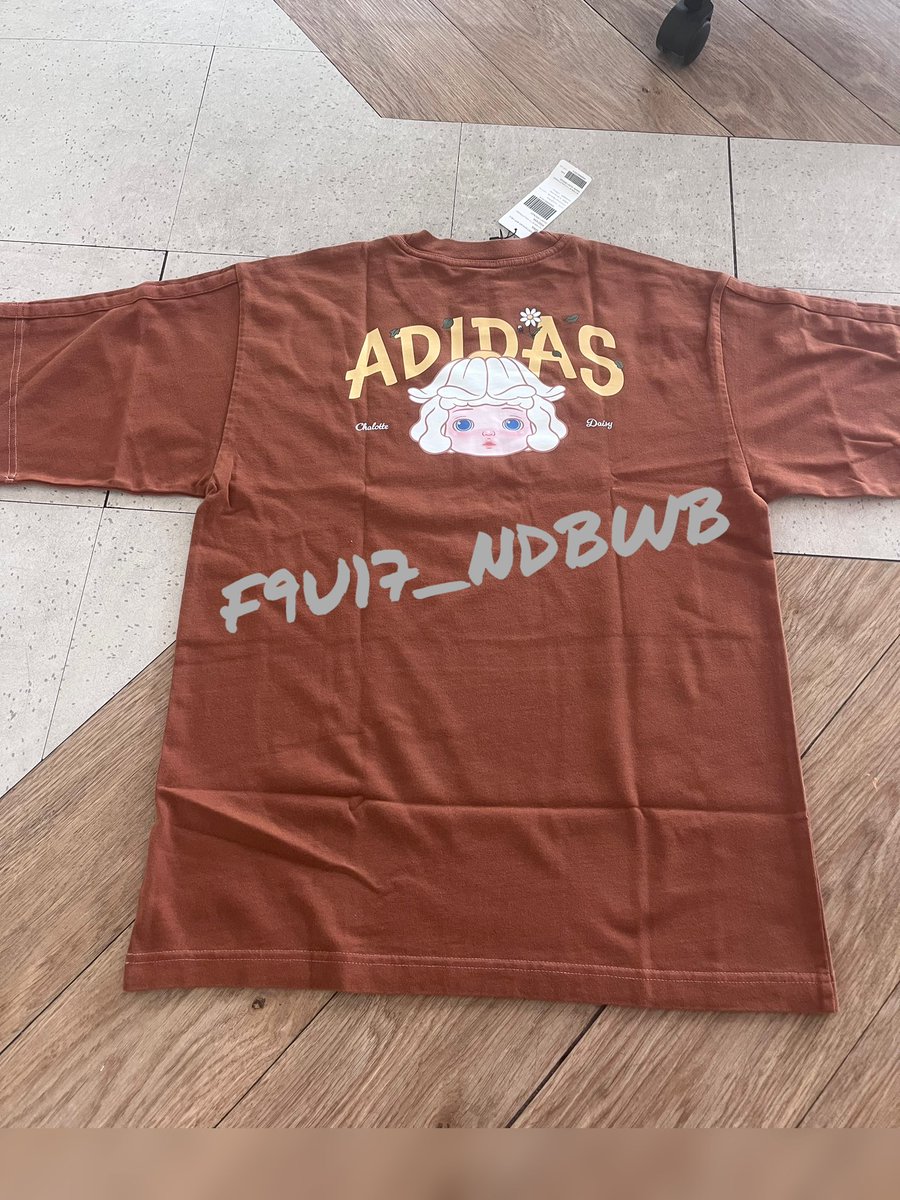 ADIDAS
Chalotte
Daisy
F9U17_NDBWB